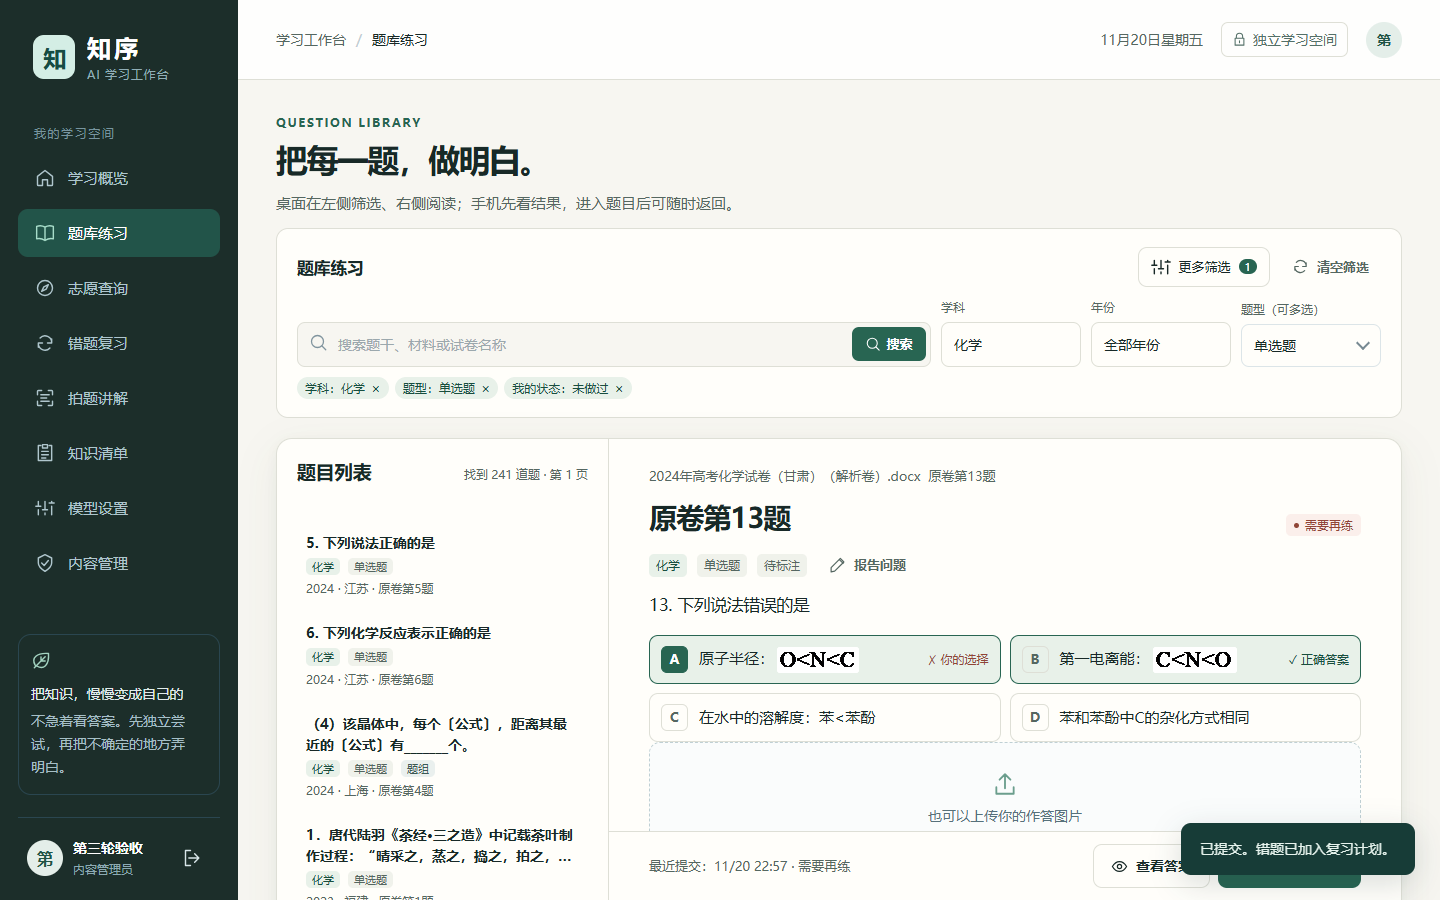 知
知序
AI 学习工作台
我的学习空间
学习概览
题库练习
志愿查询
错题复习
拍题讲解
知识清单
模型设置
内容管理
把知识，慢慢变成自己的
不急着看答案。先独立尝
试，再把不确定的地方弄
明白。
第
第三轮验收
内容管理员
学习工作台 / 题库练习
11月20日星期五
独立学习空间
第
QUESTION LIBRARY
把每一题，做明白。
桌面在左侧筛选、右侧阅读；手机先看结果，进入题目后可随时返回。
题库练习
更多筛选 1
清空筛选
搜索题干、材料或试卷名称
搜索
学科
化学
年份
全部年份
题型（可多选）
单选题
学科：化学 ×
题型：单选题 ×
我的状态：未做过 ×
题目列表
找到 241 道题 · 第 1 页
5. 下列说法正确的是
化学 单选题
2024 · 江苏 · 原卷第5题
6. 下列化学反应表示正确的是
化学 单选题
2024 · 江苏 · 原卷第6题
（4）该晶体中，每个〔公式〕，距离其最
近的〔公式〕有______个。
化学 单选题 题组
2024 · 上海 · 原卷第4题
1．唐代陆羽《茶经•三之造》中记载茶叶制
作过程：“晴采之，蒸之，捣之，拍之，…
化学 单选题
2024年高考化学试卷（甘肃）（解析卷）.docx 原卷第13题
原卷第13题
需要再练
化学 单选题 待标注 报告问题
13. 下列说法错误的是
A 原子半径： O<N<C ✗ 你的选择
B 第一电离能： C<N<O ✓ 正确答案
C 在水中的溶解度：苯<苯酚
D 苯和苯酚中C的杂化方式相同
也可以上传你的作答图片
最近提交：11/20 22:57 · 需要再练
查看答案
已提交。错题已加入复习计划。